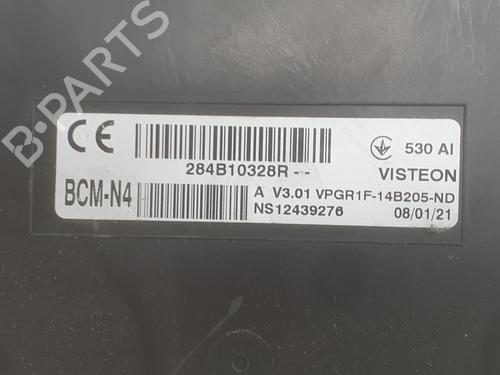 B-PARTS
CE
530 AI
284B10328R--
VISTEON
BCM-N4
A V3.01 VPGR1F-14B205-ND
NS12439276
08/01/21